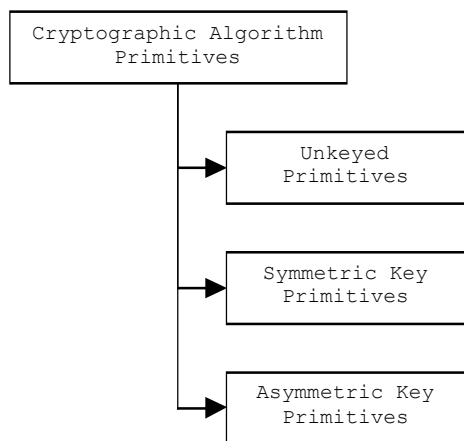 Cryptographic Algorithm
Primitives
Unkeyed
Primitives
Symmetric Key
Primitives
Asymmetric Key
Primitives